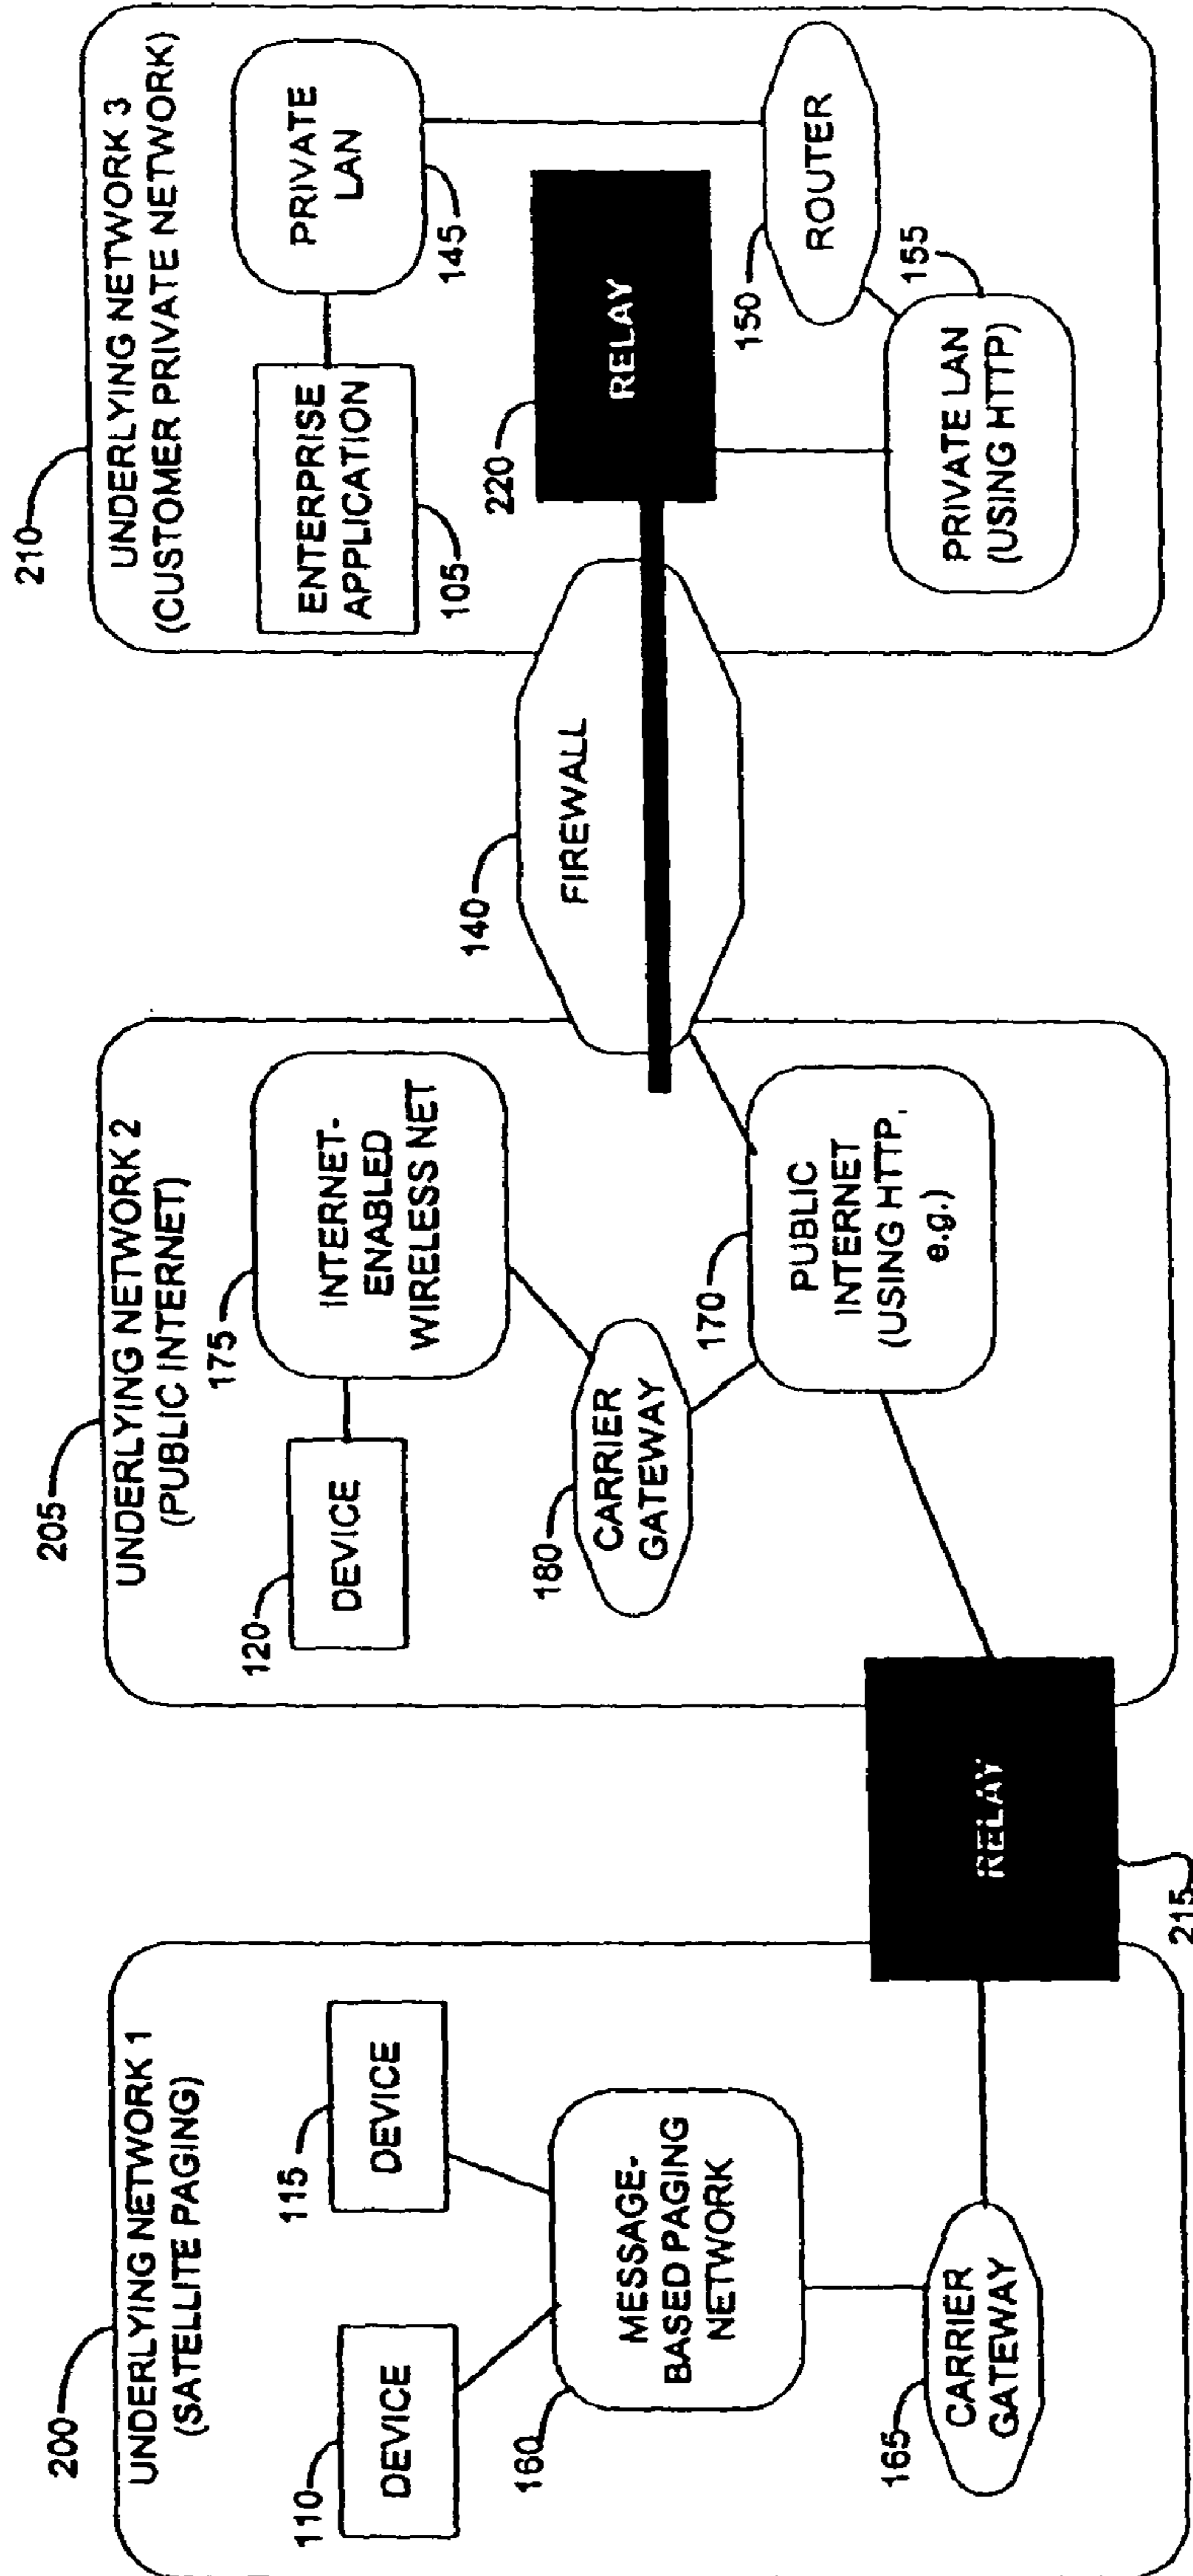 200
UNDERLYING NETWORK 1
(SATELLITE PAGING)
110
DEVICE
115
DEVICE
160
MESSAGE-
BASED PAGING
NETWORK
165
CARRIER
GATEWAY
RELAY
215
205
UNDERLYING NETWORK 2
(PUBLIC INTERNET)
120
DEVICE
175
INTERNET-
ENABLED
WIRELESS NET
180
CARRIER
GATEWAY
170
PUBLIC
INTERNET
(USING HTTP,
e.g.)
140
FIREWALL
210
UNDERLYING NETWORK 3
(CUSTOMER PRIVATE NETWORK)
ENTERPRISE
APPLICATION
105
PRIVATE
LAN
145
220
RELAY
150
ROUTER
PRIVATE LAN
(USING HTTP)
155